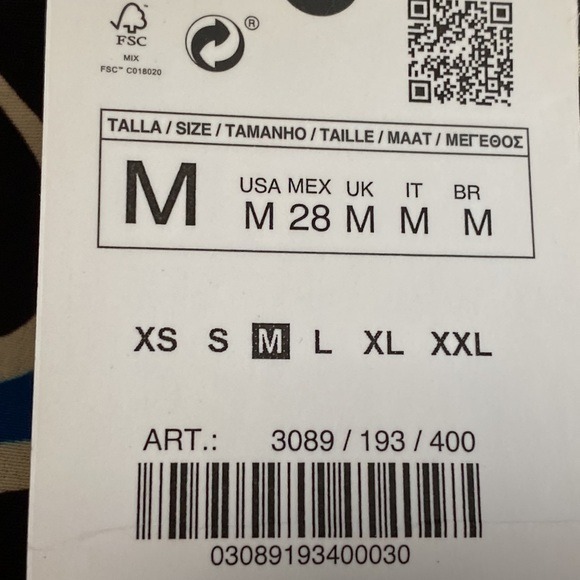 FSC
MIX
FSC™ C018020
®
TALLA / SIZE / TAMANHO / TAILLE / MAAT / ΜΕΓΕΘΟΣ
M
USA MEX UK IT BR
M 28 M M M
XS S M L XL XXL
ART.: 3089 / 193 / 400
03089193400030